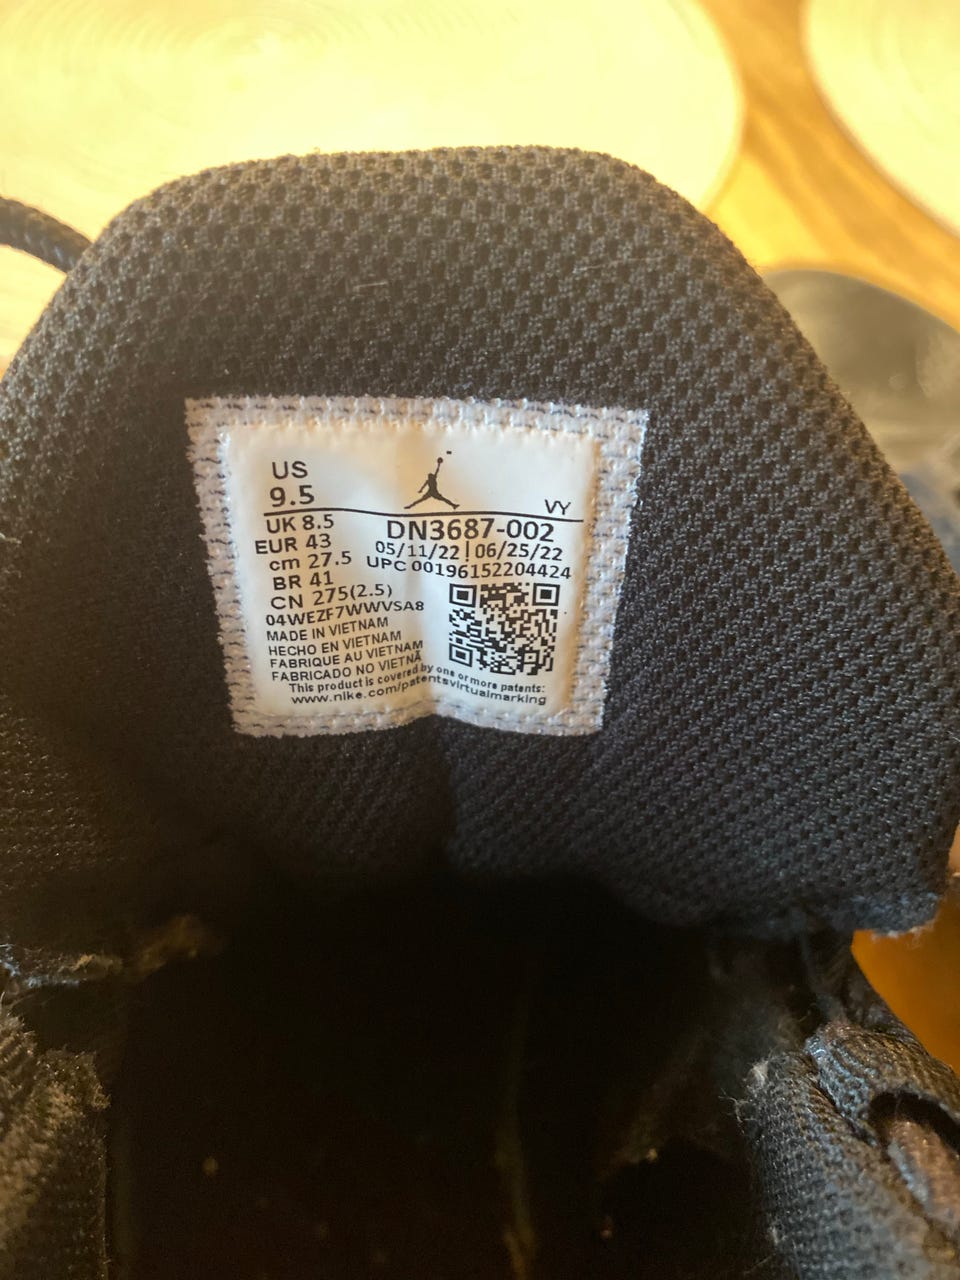 US
9.5
VY
UK 8.5
EUR 43
cm 27.5
BR 41
CN 275(2.5)
DN3687-002
05/11/22 | 06/25/22
UPC 00196152204424
04WEZF7WWVSA8
MADE IN VIETNAM
HECHO EN VIETNAM
FABRIQUE AU VIETNAM
FABRICADO NO VIETNÃ
This product is covered by one or more patents:
www.nike.com/patentsvirtualmarking